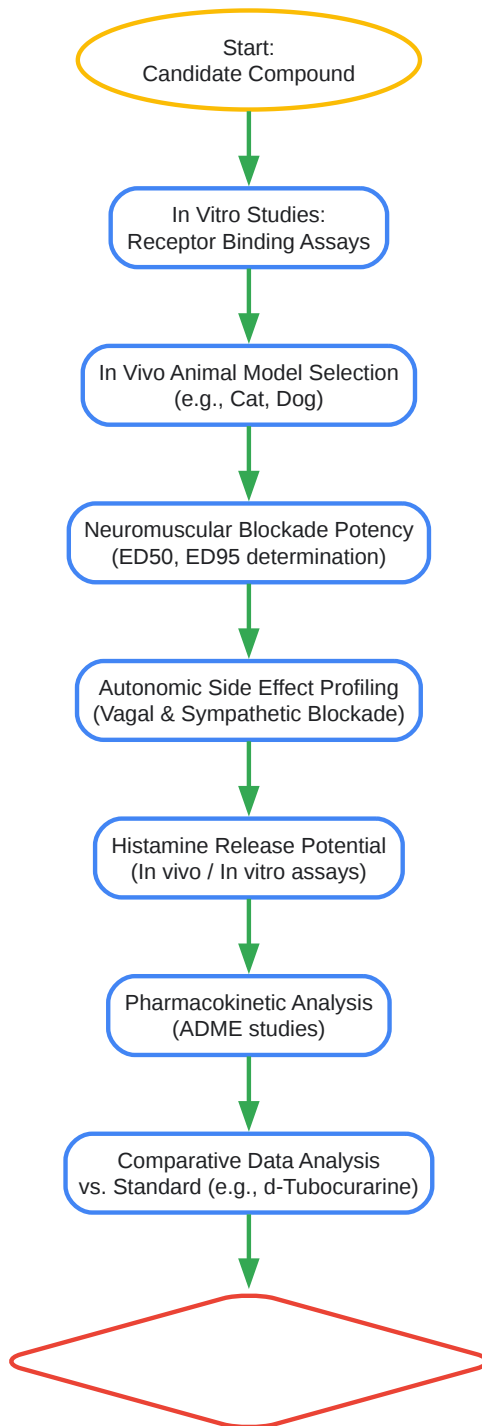 Start:
Candidate Compound
In Vitro Studies:
Receptor Binding Assays
In Vivo Animal Model Selection
(e.g., Cat, Dog)
Neuromuscular Blockade Potency
(ED50, ED95 determination)
Autonomic Side Effect Profiling
(Vagal & Sympathetic Blockade)
Histamine Release Potential
(In vivo / In vitro assays)
Pharmacokinetic Analysis
(ADME studies)
Comparative Data Analysis
vs. Standard (e.g., d-Tubocurarine)